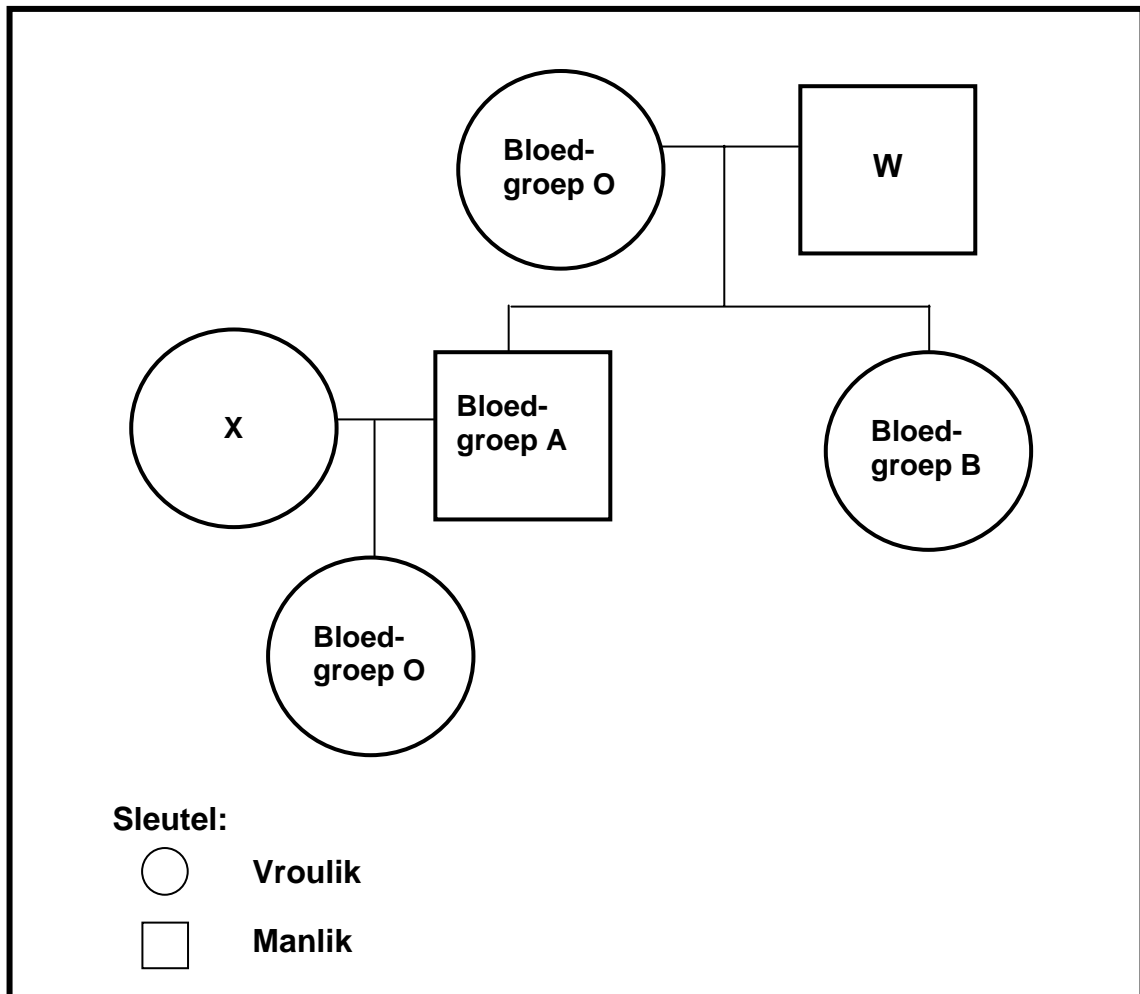 Bloed-
groep O
W
X
Bloed-
groep A
Bloed-
groep B
Bloed-
groep O
Sleutel:
Vroulik
Manlik